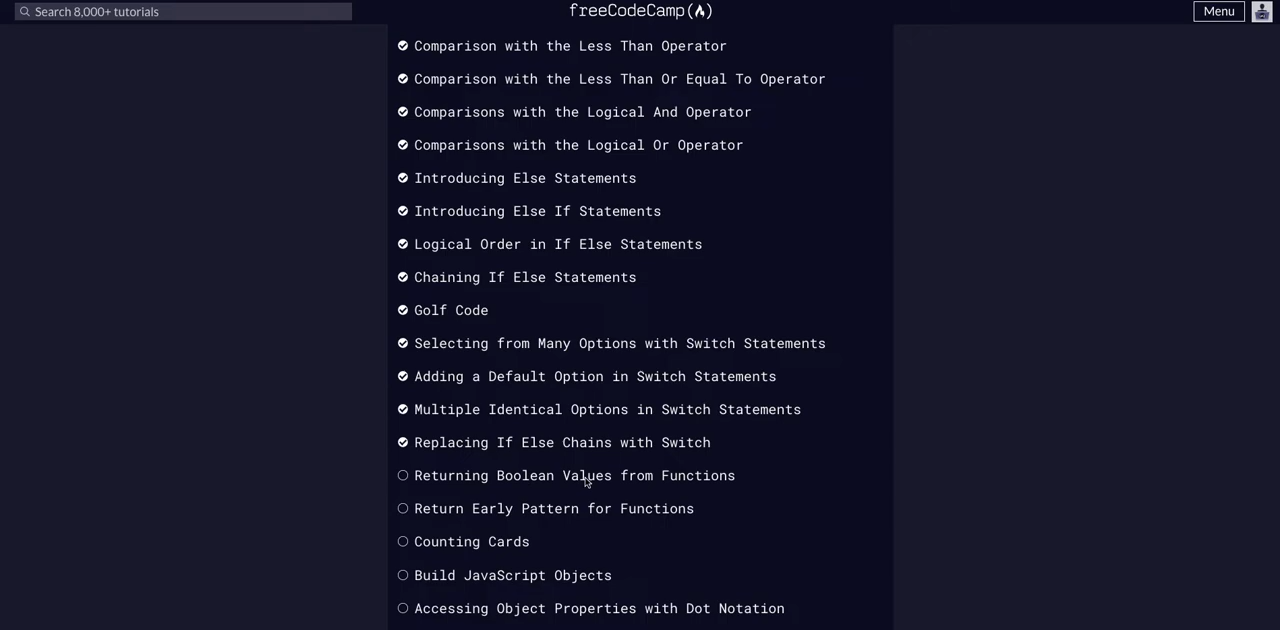 Search 8,000+ tutorials
freeCodeCamp
Menu
Comparison with the Less Than Operator
Comparison with the Less Than Or Equal To Operator
Comparisons with the Logical And Operator
Comparisons with the Logical Or Operator
Introducing Else Statements
Introducing Else If Statements
Logical Order in If Else Statements
Chaining If Else Statements
Golf Code
Selecting from Many Options with Switch Statements
Adding a Default Option in Switch Statements
Multiple Identical Options in Switch Statements
Replacing If Else Chains with Switch
Returning Boolean Values from Functions
Return Early Pattern for Functions
Counting Cards
Build JavaScript Objects
Accessing Object Properties with Dot Notation